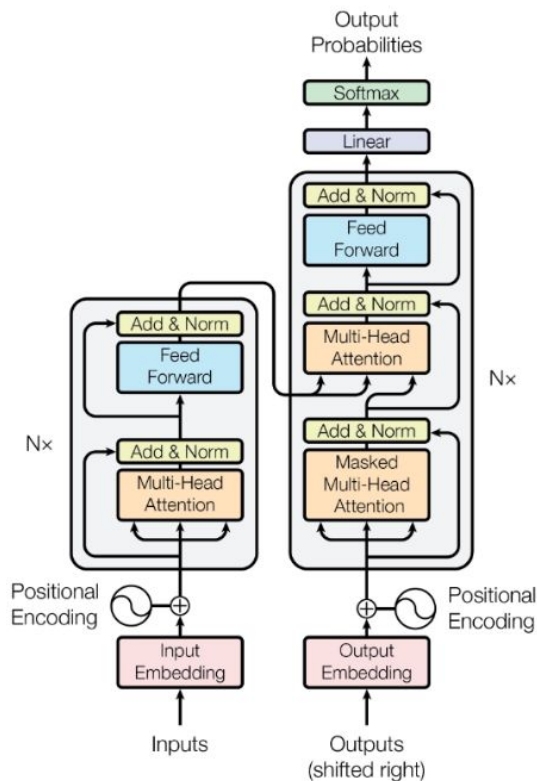 Output
Probabilities
Softmax
Linear
Add & Norm
Feed
Forward
Add & Norm
Multi-Head
Attention
Add & Norm
Masked
Multi-Head
Attention
N×
Add & Norm
Feed
Forward
Add & Norm
Multi-Head
Attention
N×
Positional
Encoding
Positional
Encoding
Input
Embedding
Output
Embedding
Inputs
Outputs
(shifted right)